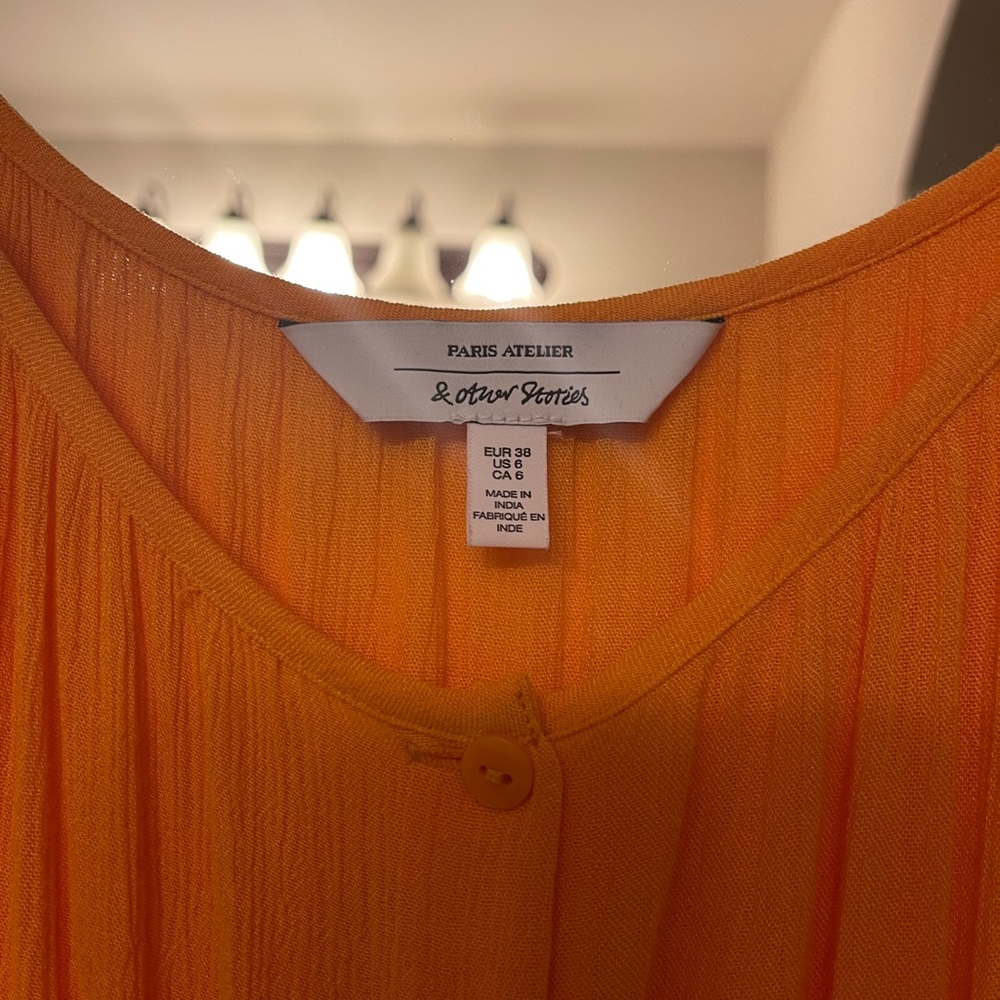 PARIS ATELIER
& other Stories
EUR 38
US 6
CA 6
MADE IN
INDIA
FABRIQUÉ EN
INDE